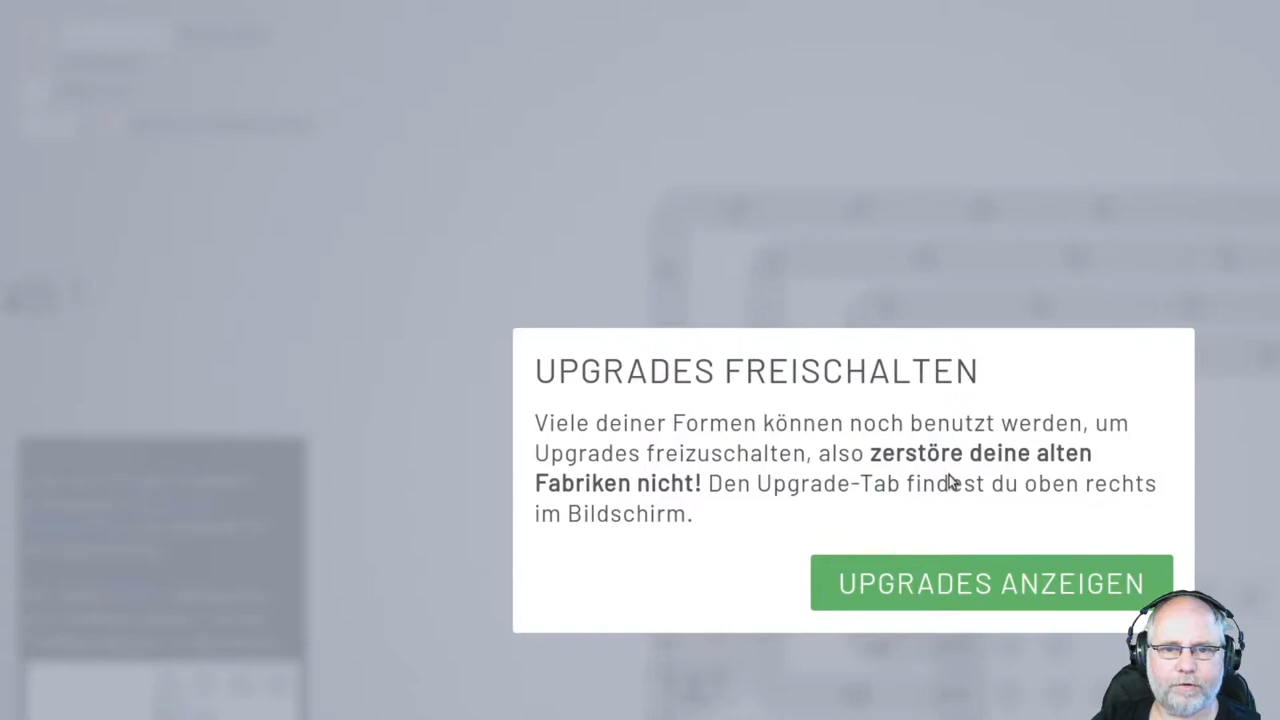 UPGRADES FREISCHALTEN
Viele deiner Formen können noch benutzt werden, um
Upgrades freizuschalten, also zerstöre deine alten
Fabriken nicht! Den Upgrade-Tab findest du oben rechts
im Bildschirm.
UPGRADES ANZEIGEN